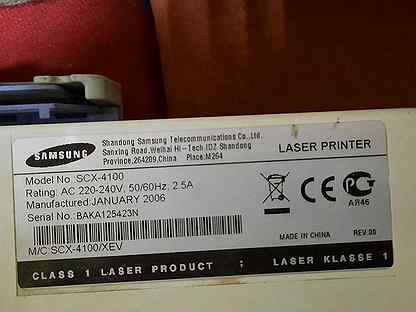 SAMSUNG
Shandong Samsung Telecommunications Co.,Ltd.
Sanxing Road,Weihai Hi-Tech,IDZ Shandong
Province,264209,China Place:M264
LASER PRINTER
Model No: SCX-4100
Rating: AC 220-240V, 50/60Hz, 2.5A
Manufactured:JANUARY 2006
Serial No:BAKA125423N
CE
AR46
MADE IN CHINA REV.00
M/C:SCX-4100/XEV
CLASS 1 LASER PRODUCT ; LASER KLASSE 1